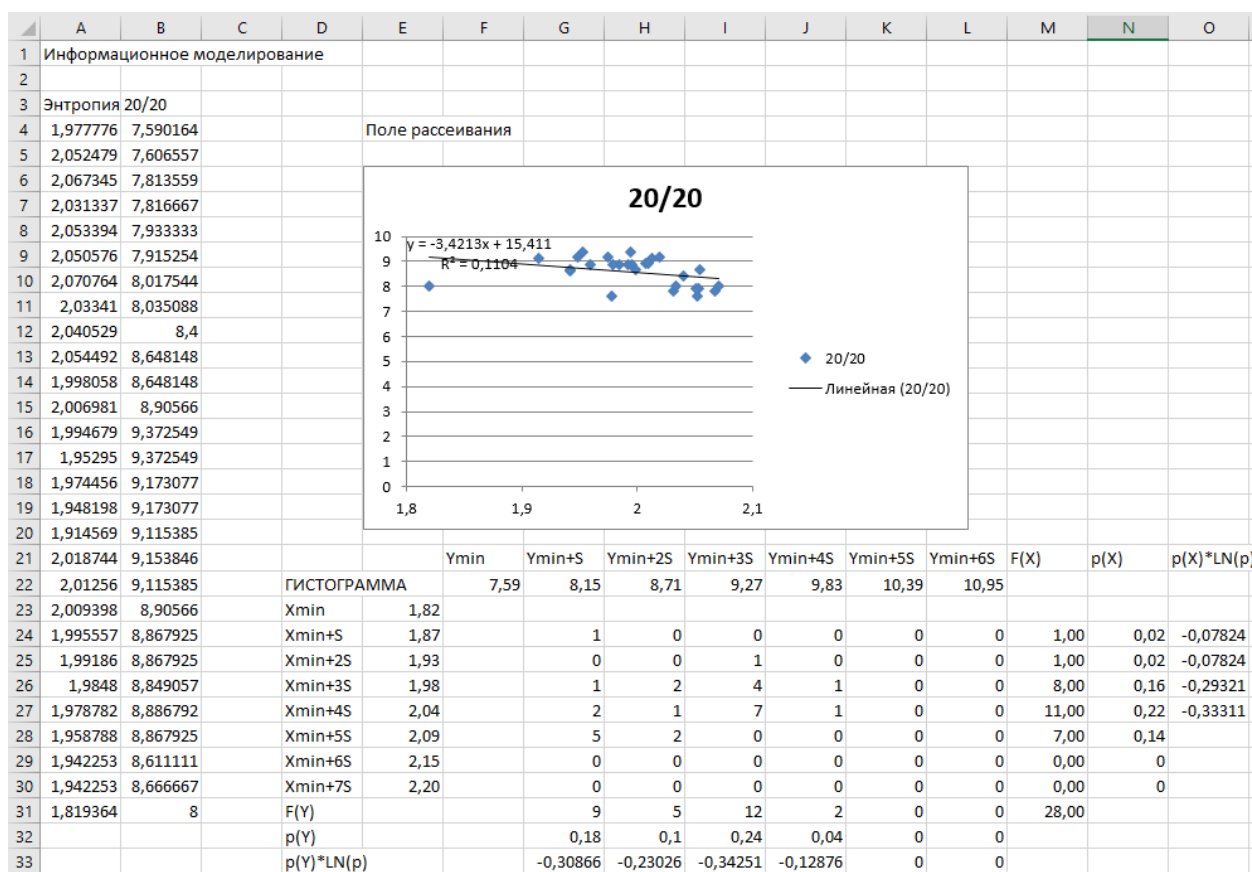 A B C D E F G H I J K L M N O
1 Информационное моделирование
2
3 Энтропия 20/20
4 1,977776 7,590164 Поле рассеивания
5 2,052479 7,606557
6 2,067345 7,813559
7 2,031337 7,816667
8 2,053394 7,933333
9 2,050576 7,915254
10 2,070764 8,017544
11 2,03341 8,035088
12 2,040529 8,4
13 2,054492 8,648148
14 1,998058 8,648148
15 2,006981 8,90566
16 1,994679 9,372549
17 1,95295 9,372549
18 1,974456 9,173077
19 1,948198 9,173077
20 1,914569 9,115385
20/20
y = -3,4213x + 15,411
R² = 0,1104
10
9
8
7
6
5
4
3
2
1
0
1,8 1,9 2 2,1
20/20
Линейная (20/20)
21 2,018744 9,153846 Ymin Ymin+S Ymin+2S Ymin+3S Ymin+4S Ymin+5S Ymin+6S F(X) p(X) p(X)*LN(p)
22 2,01256 9,115385 ГИСТОГРАММА 7,59 8,15 8,71 9,27 9,83 10,39 10,95
23 2,009398 8,90566 Xmin 1,82
24 1,995557 8,867925 Xmin+S 1,87 1 0 0 0 0 0 1,00 0,02 -0,07824
25 1,99186 8,867925 Xmin+2S 1,93 0 0 1 0 0 0 1,00 0,02 -0,07824
26 1,9848 8,849057 Xmin+3S 1,98 1 2 4 1 0 0 8,00 0,16 -0,29321
27 1,978782 8,886792 Xmin+4S 2,04 2 1 7 1 0 0 11,00 0,22 -0,33311
28 1,958788 8,867925 Xmin+5S 2,09 5 2 0 0 0 0 7,00 0,14
29 1,942253 8,611111 Xmin+6S 2,15 0 0 0 0 0 0 0,00 0
30 1,942253 8,666667 Xmin+7S 2,20 0 0 0 0 0 0 0,00 0
31 1,819364 8 F(Y) 9 5 12 2 0 0 28,00
32 p(Y) 0,18 0,1 0,24 0,04 0 0
33 p(Y)*LN(p) -0,30866 -0,23026 -0,34251 -0,12876 0 0